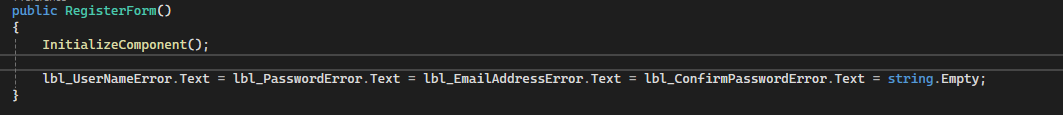 public RegisterForm()
{
InitializeComponent();
lbl_UserNameError.Text = lbl_PasswordError.Text = lbl_EmailAddressError.Text = lbl_ConfirmPasswordError.Text = string.Empty;
}